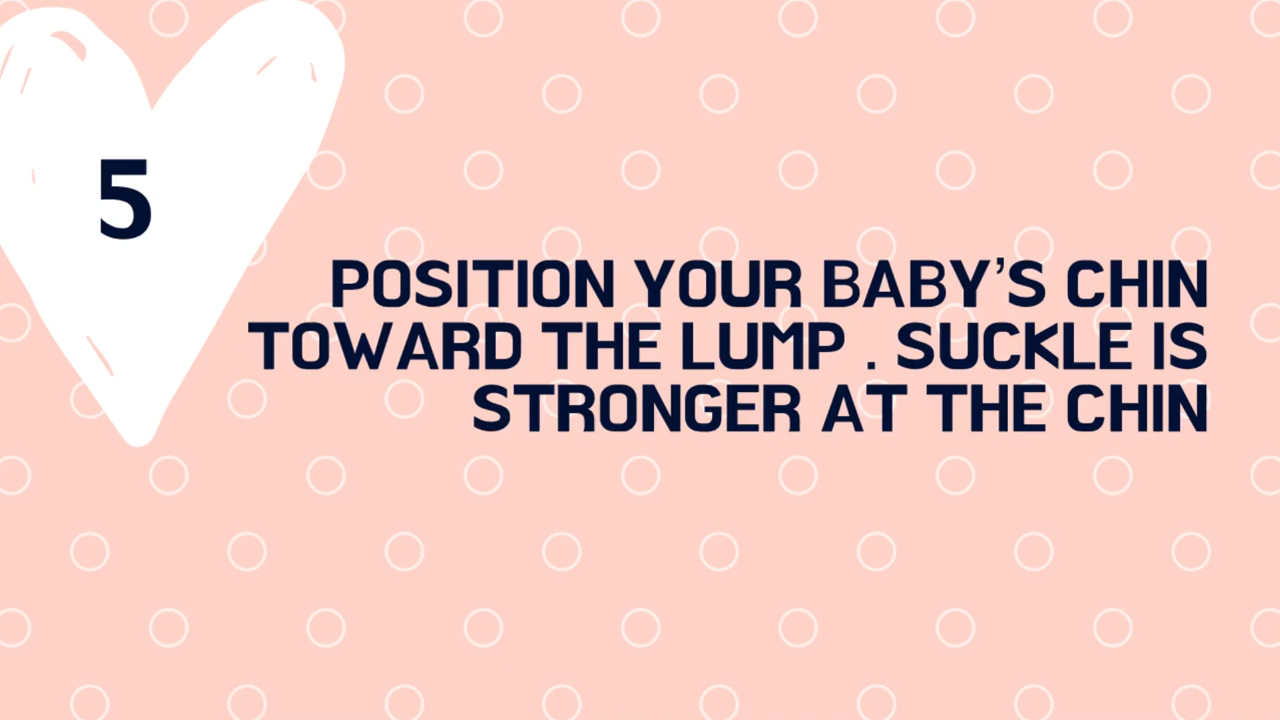 5
POSITION YOUR BABY’S CHIN
TOWARD THE LUMP . SUCKLE IS
STRONGER AT THE CHIN